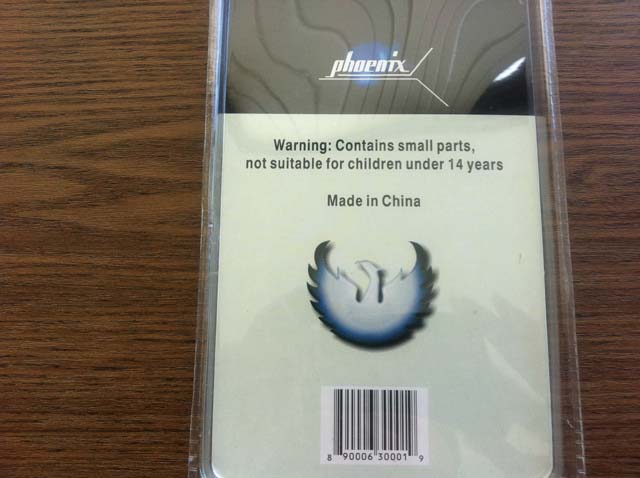 phoenix
Warning: Contains small parts,
not suitable for children under 14 years
Made in China
8 90006 30001 9